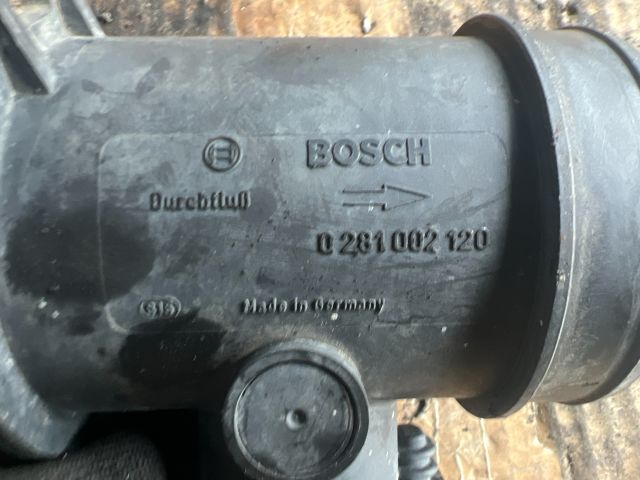 BOSCH
Durchfluß
0 281 002 120
Made in Germany